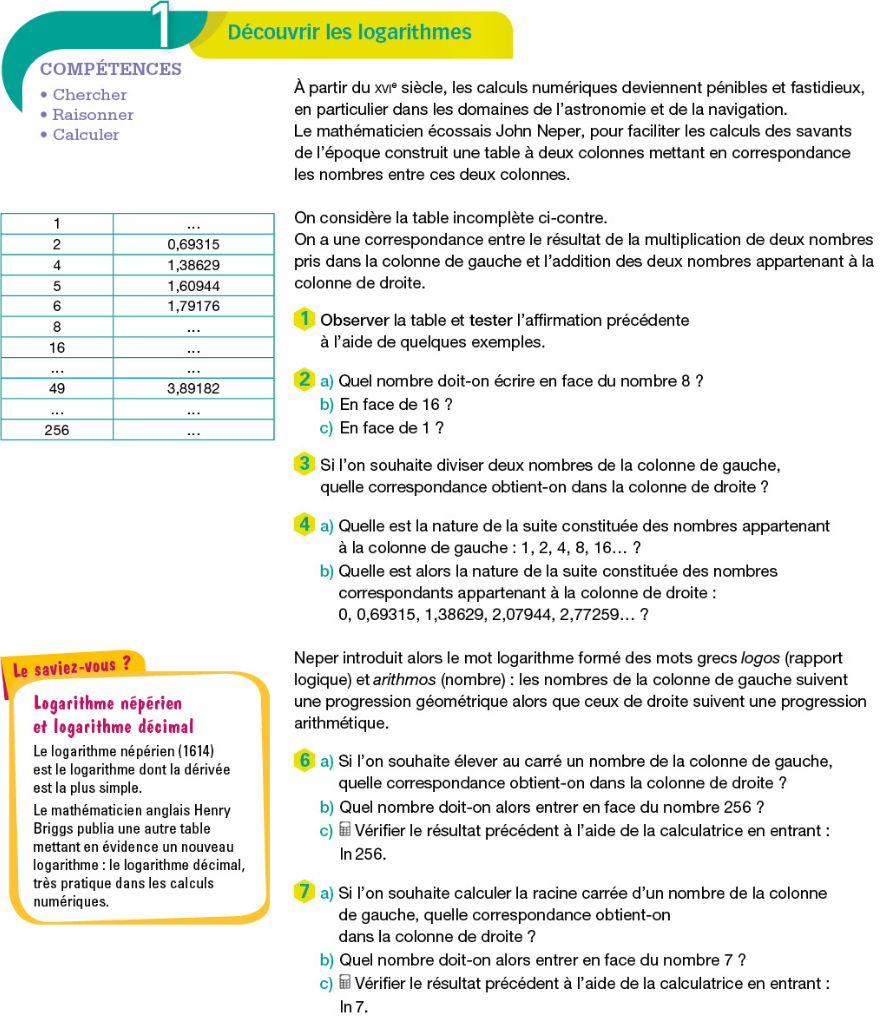 1 Découvrir les logarithmes
COMPÉTENCES
• Chercher
• Raisonner
• Calculer
À partir du XVIe siècle, les calculs numériques deviennent pénibles et fastidieux,
en particulier dans les domaines de l'astronomie et de la navigation.
Le mathématicien écossais John Neper, pour faciliter les calculs des savants
de l'époque construit une table à deux colonnes mettant en correspondance
les nombres entre ces deux colonnes.
1 ...
2 0,69315
4 1,38629
5 1,60944
6 1,79176
8 ...
16 ...
... ...
49 3,89182
... ...
256 ...
On considère la table incomplète ci-contre.
On a une correspondance entre le résultat de la multiplication de deux nombres
pris dans la colonne de gauche et l'addition des deux nombres appartenant à la
colonne de droite.
1 Observer la table et tester l'affirmation précédente
à l'aide de quelques exemples.
2 a) Quel nombre doit-on écrire en face du nombre 8 ?
b) En face de 16 ?
c) En face de 1 ?
3 Si l'on souhaite diviser deux nombres de la colonne de gauche,
quelle correspondance obtient-on dans la colonne de droite ?
4 a) Quelle est la nature de la suite constituée des nombres appartenant
à la colonne de gauche : 1, 2, 4, 8, 16... ?
b) Quelle est alors la nature de la suite constituée des nombres
correspondants appartenant à la colonne de droite :
0, 0,69315, 1,38629, 2,07944, 2,77259... ?
Neper introduit alors le mot logarithme formé des mots grecs logos (rapport
logique) et arithmos (nombre) : les nombres de la colonne de gauche suivent
une progression géométrique alors que ceux de droite suivent une progression
arithmétique.
Le saviez-vous ?
Logarithme népérien
et logarithme décimal
Le logarithme népérien (1614)
est le logarithme dont la dérivée
est la plus simple.
Le mathématicien anglais Henry
Briggs publia une autre table
mettant en évidence un nouveau
logarithme : le logarithme décimal,
très pratique dans les calculs
numériques.
6 a) Si l'on souhaite élever au carré un nombre de la colonne de gauche,
quelle correspondance obtient-on dans la colonne de droite ?
b) Quel nombre doit-on alors entrer en face du nombre 256 ?
c) Vérifier le résultat précédent à l'aide de la calculatrice en entrant :
ln 256.
7 a) Si l'on souhaite calculer la racine carrée d'un nombre de la colonne
de gauche, quelle correspondance obtient-on
dans la colonne de droite ?
b) Quel nombre doit-on alors entrer en face du nombre 7 ?
c) Vérifier le résultat précédent à l'aide de la calculatrice en entrant :
ln 7.